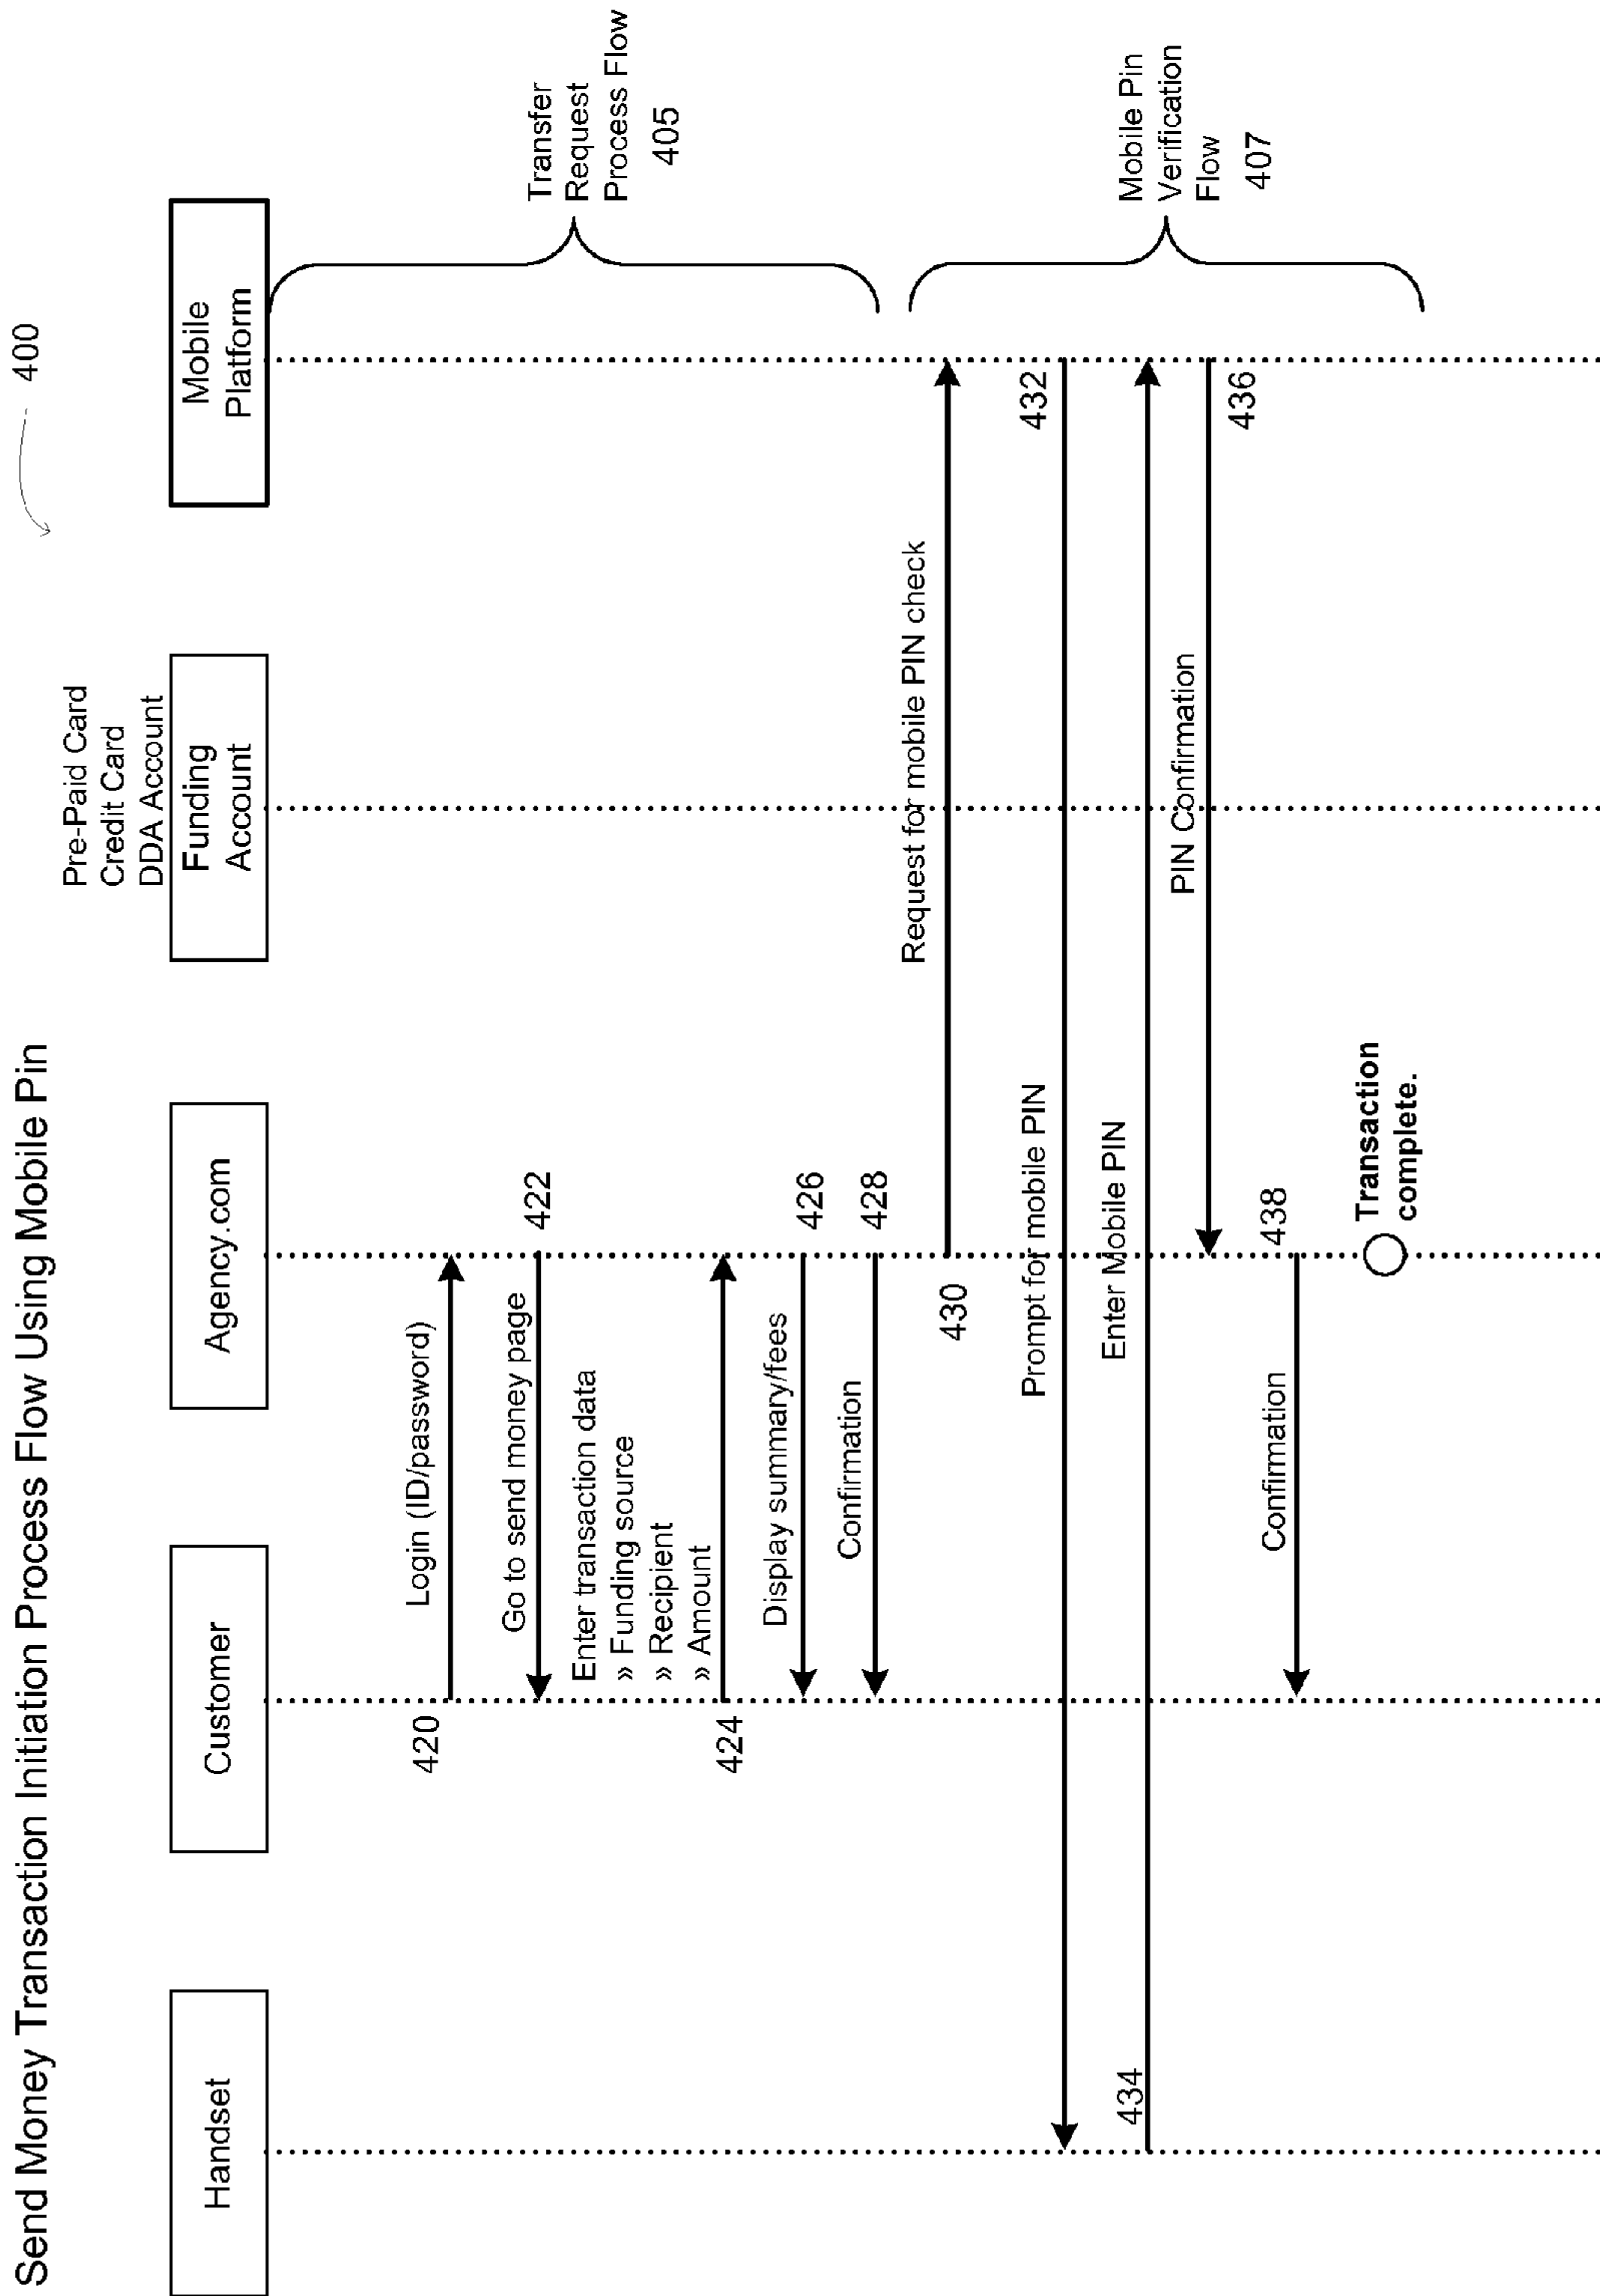 Send Money Transaction Initiation Process Flow Using Mobile Pin
400
Pre-Paid Card
Credit Card
DDA Account
Handset
Customer
Agency.com
Funding
Account
Mobile
Platform
420
Login (ID/password)
Go to send money page
422
Enter transaction data
» Funding source
» Recipient
» Amount
424
Display summary/fees
426
Confirmation
428
Transfer
Request
Process Flow
405
Request for mobile PIN check
430
Prompt for mobile PIN
432
Enter Mobile PIN
434
PIN Confirmation
436
Confirmation
438
Mobile Pin
Verification
Flow
407
Transaction
complete.